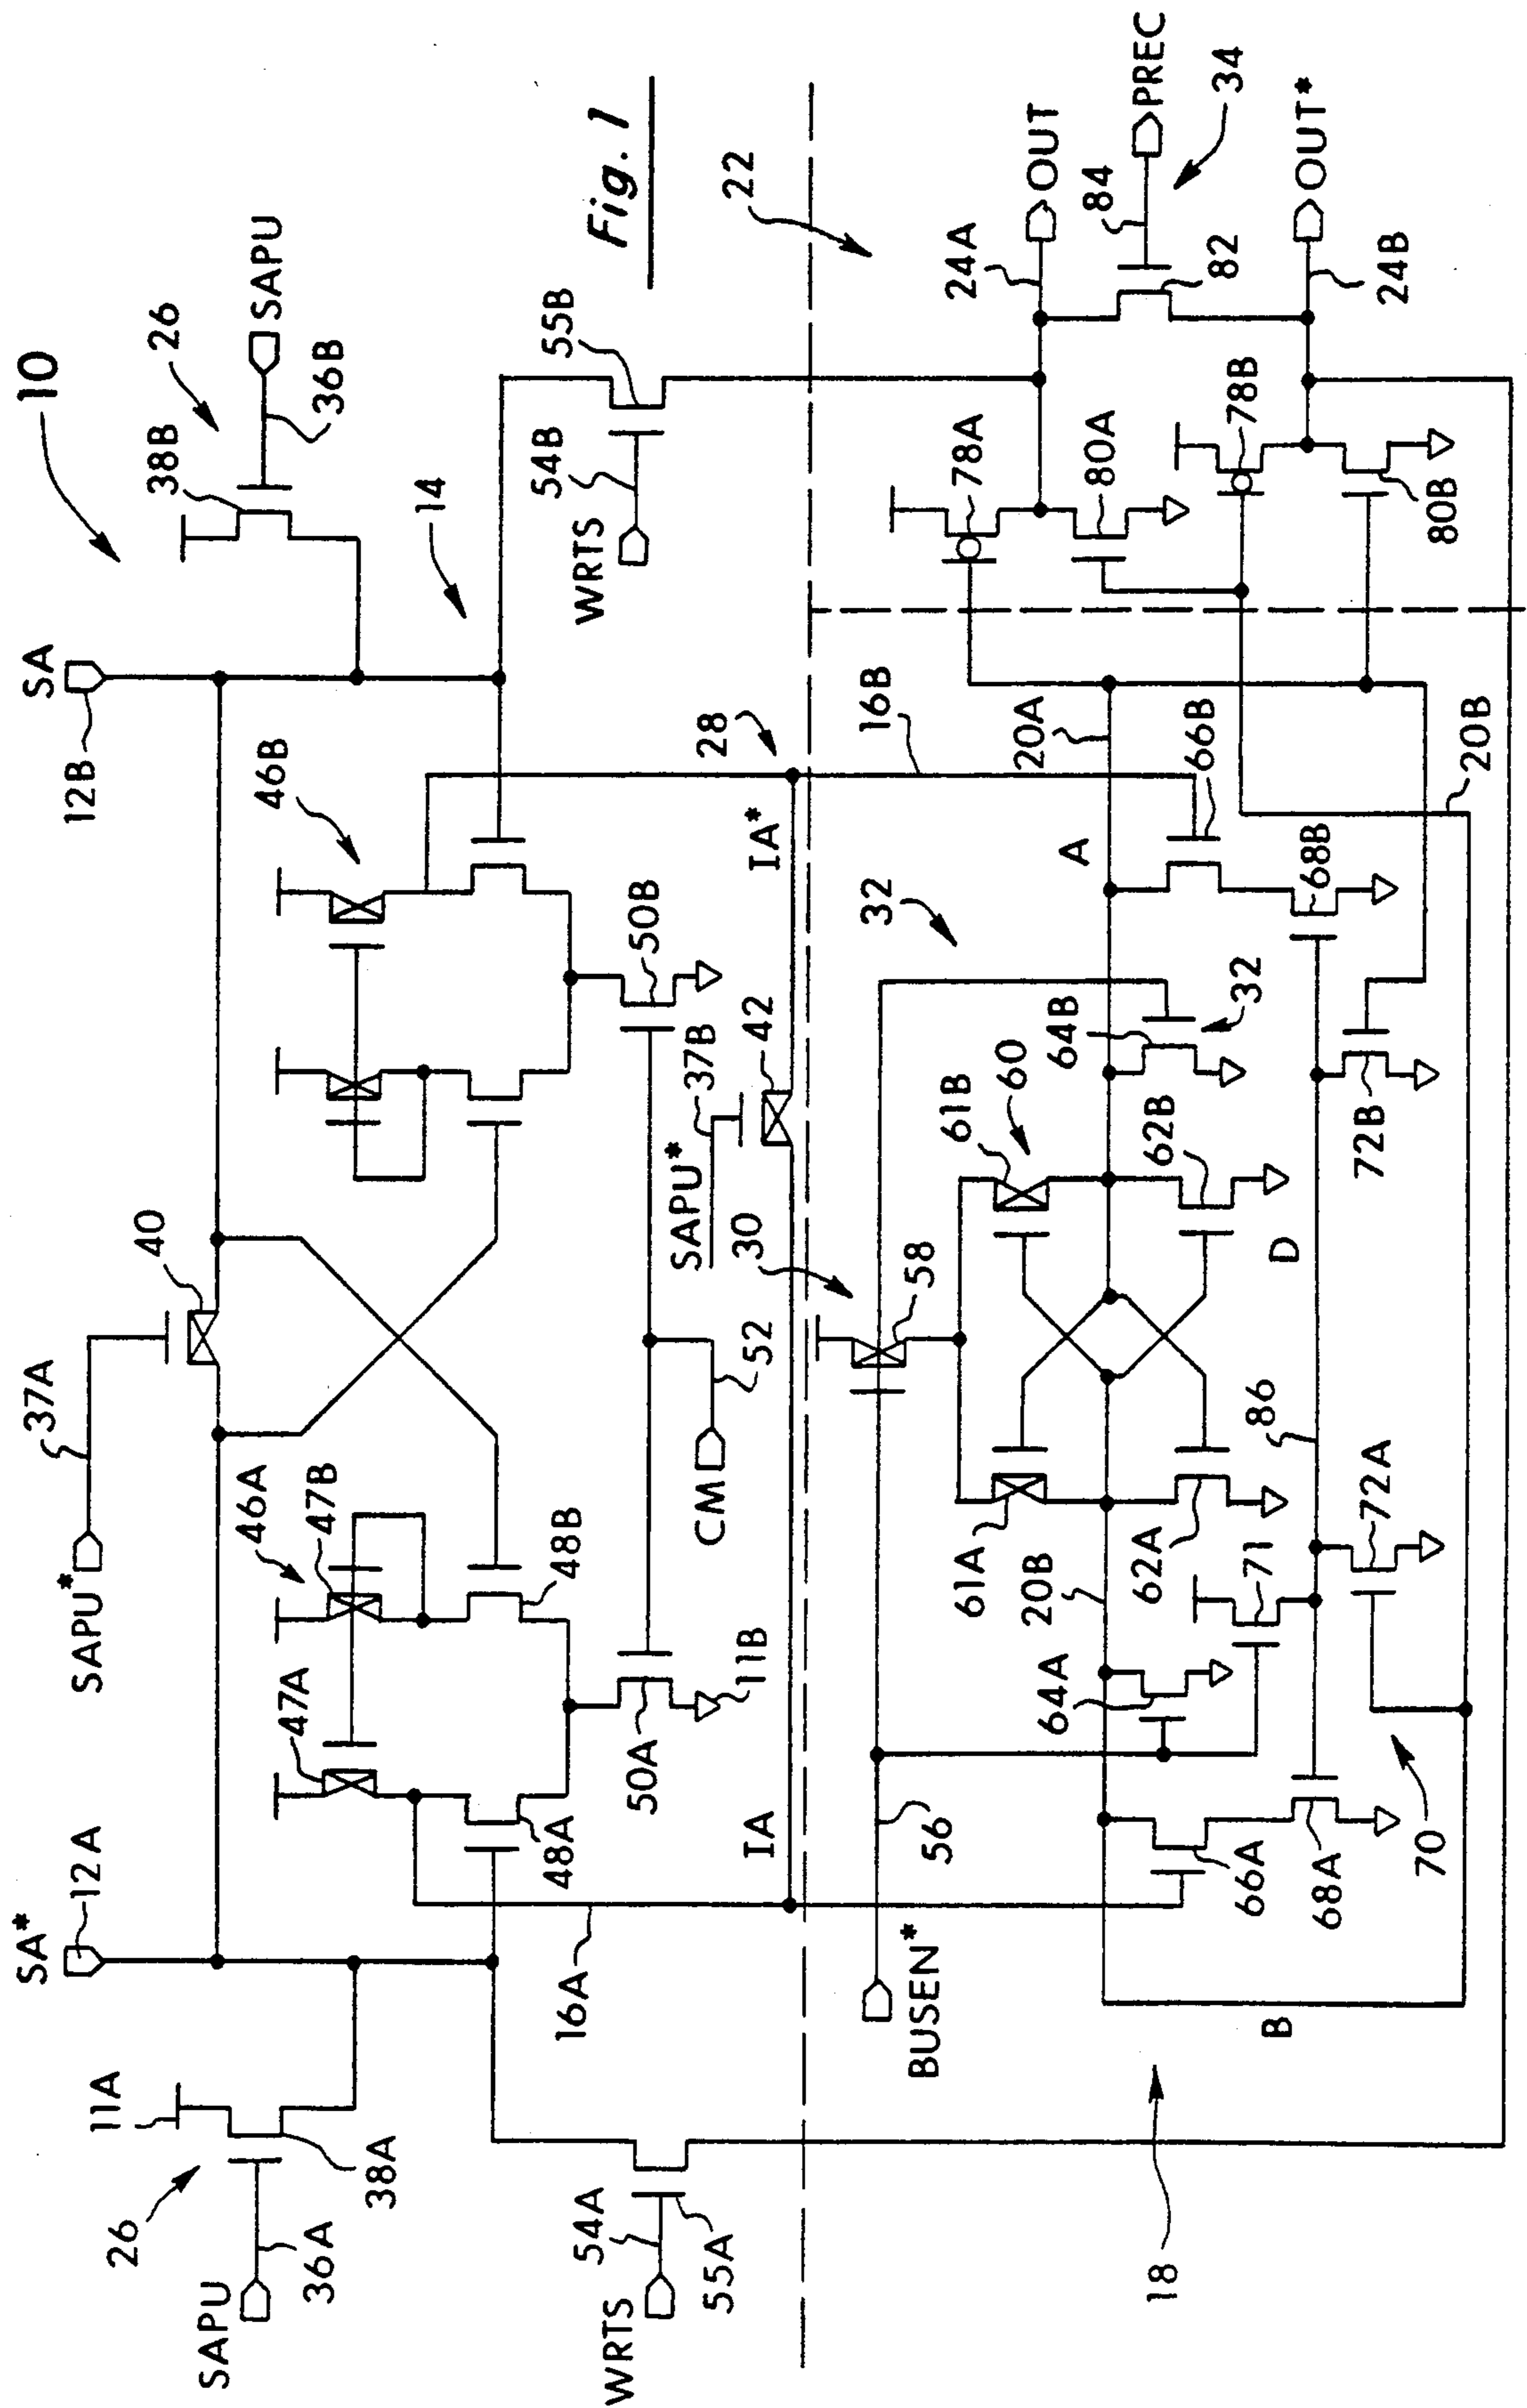 10
Fig. 1
SA*
12A
SAPU*
37A
40
SA
12B
11A
26
38A
SAPU
36A
38B
26
SAPU
36B
47A
46A
47B
46B
14
48A
48B
50A
11B
50B
CM
52
WRTS
54A
55A
WRTS
54B
55B
16A
IA
SAPU*
37B
42
IA*
28
30
22
BUSEN*
56
58
32
16B
61A
61B
60
20B
20A
A
64A
64B
32
62A
62B
66A
66B
71
68A
68B
70
72A
72B
86
D
B
18
20B
78A
80A
78B
80B
24A
OUT
84
PREC
82
34
24B
OUT*